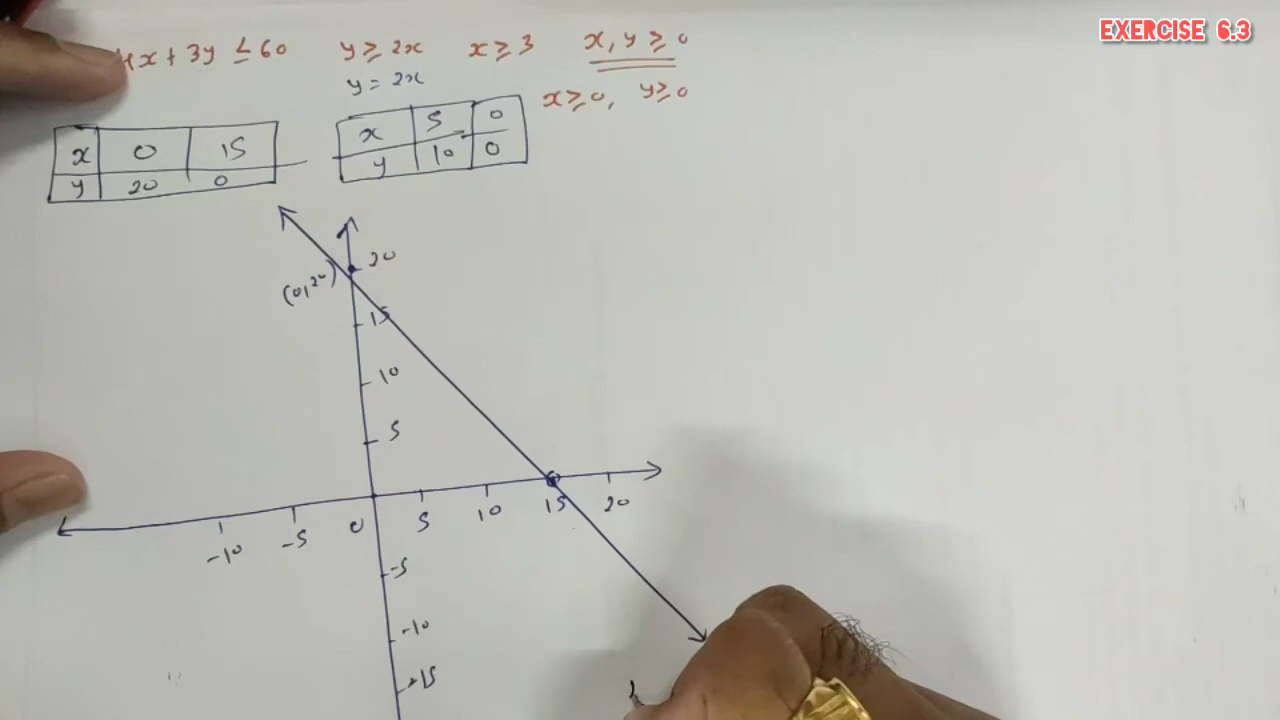 EXERCISE 6.3
4x + 3y ≤ 60 y ≥ 2x x ≥ 3 x, y ≥ 0
y = 2x
x ≥ 0, y ≥ 0
x 0 15
y 20 0
x 5 0
y 10 0
20
(0,20)
15
10
5
-10 -5 0 5 10 15 20
-5
-10
-15